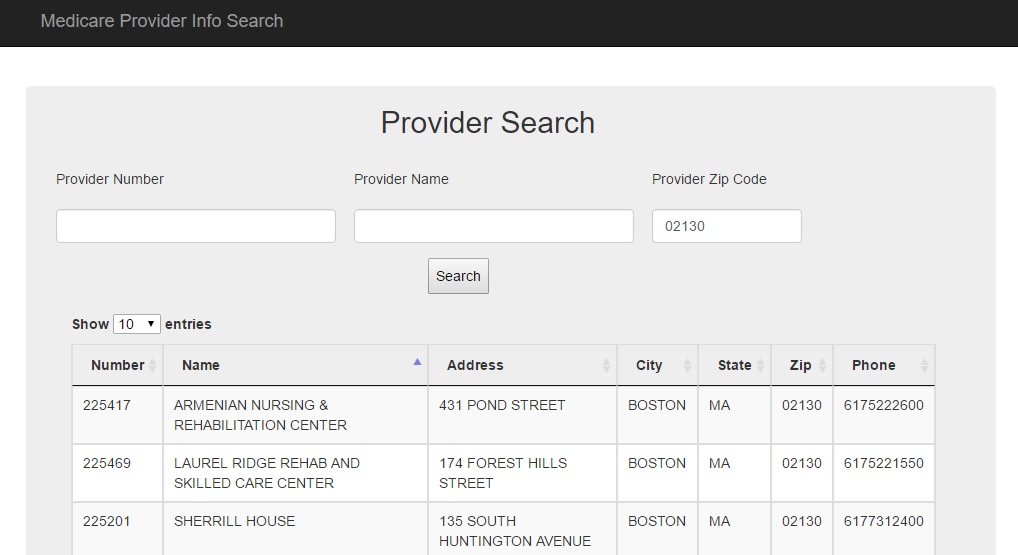 Medicare Provider Info Search
Provider Search
Provider Number Provider Name Provider Zip Code
02130
Search
Show 10 entries
Number Name Address City State Zip Phone
225417 ARMENIAN NURSING & 431 POND STREET BOSTON MA 02130 6175222600
REHABILITATION CENTER
225469 LAUREL RIDGE REHAB AND 174 FOREST HILLS BOSTON MA 02130 6175221550
SKILLED CARE CENTER STREET
225201 SHERRILL HOUSE 135 SOUTH BOSTON MA 02130 6177312400
HUNTINGTON AVENUE